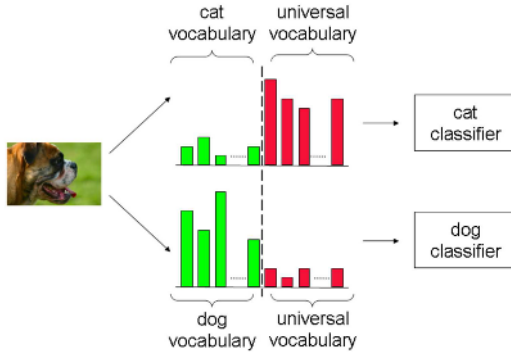 cat
vocabulary
universal
vocabulary
cat
classifier
dog
classifier
dog
vocabulary
universal
vocabulary